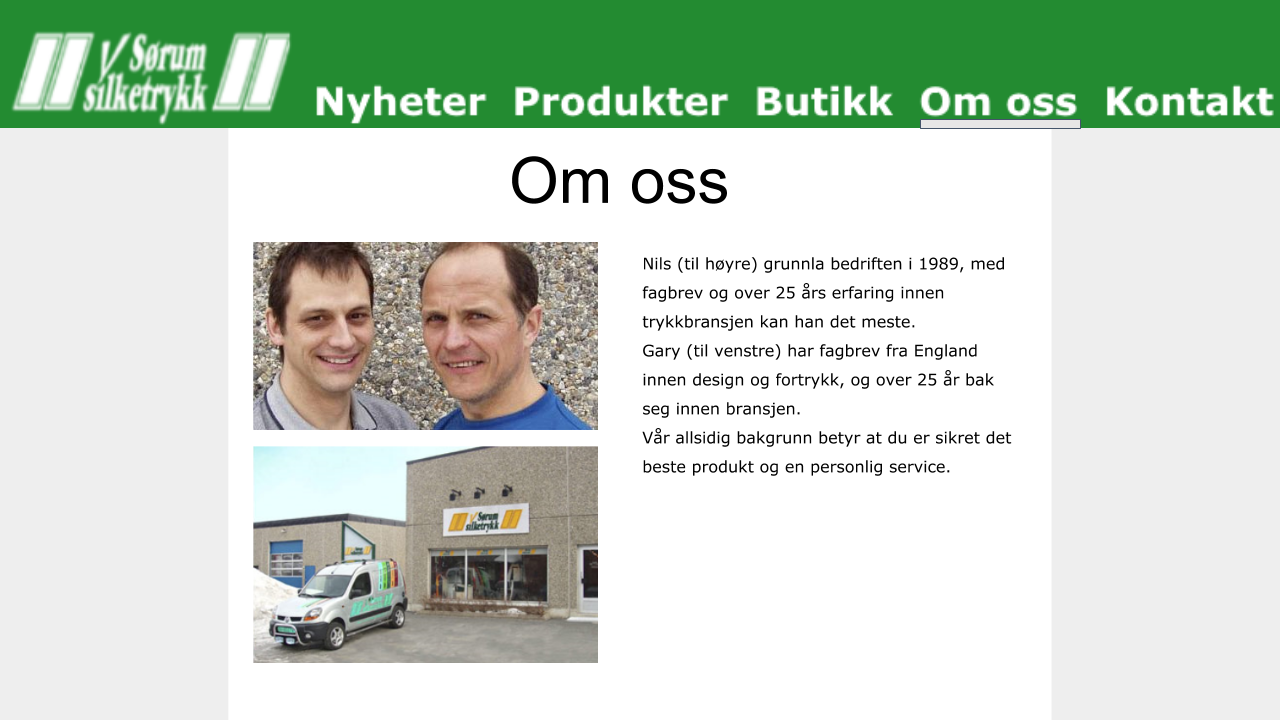 Sørum
silketrykk
Nyheter Produkter Butikk Om oss Kontakt
Om oss
Nils (til høyre) grunnla bedriften i 1989, med
fagbrev og over 25 års erfaring innen
trykkbransjen kan han det meste.
Gary (til venstre) har fagbrev fra England
innen design og fortrykk, og over 25 år bak
seg innen bransjen.
Vår allsidig bakgrunn betyr at du er sikret det
beste produkt og en personlig service.
Sørum
silketrykk